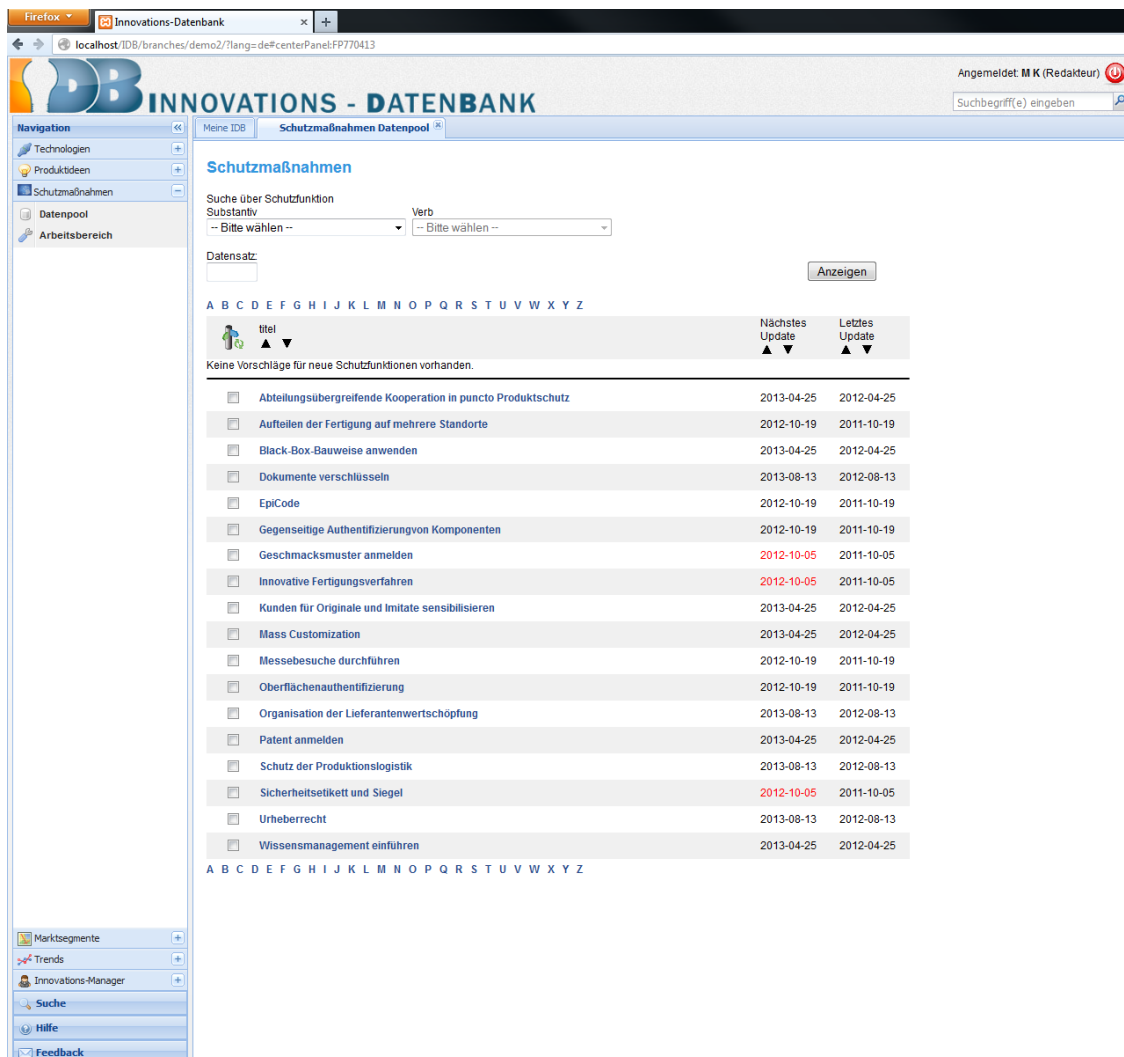 Firefox
Innovations-Datenbank
localhost/IDB/branches/demo2/?lang=de#centerPanel:FP770413
IDB INNOVATIONS - DATENBANK
Angemeldet: M K (Redakteur)
Suchbegriff(e) eingeben
Navigation
Meine IDB
Schutzmaßnahmen Datenpool
Technologien
Produktideen
Schutzmaßnahmen
Datenpool
Arbeitsbereich
Schutzmaßnahmen
Suche über Schutzfunktion
Substantiv Verb
-- Bitte wählen -- -- Bitte wählen --
Datensatz:
Anzeigen
A B C D E F G H I J K L M N O P Q R S T U V W X Y Z
titel Nächstes Update Letztes Update
Keine Vorschläge für neue Schutzfunktionen vorhanden.
Abteilungsübergreifende Kooperation in puncto Produktschutz 2013-04-25 2012-04-25
Aufteilen der Fertigung auf mehrere Standorte 2012-10-19 2011-10-19
Black-Box-Bauweise anwenden 2013-04-25 2012-04-25
Dokumente verschlüsseln 2013-08-13 2012-08-13
EpiCode 2012-10-19 2011-10-19
Gegenseitige Authentifizierungvon Komponenten 2012-10-19 2011-10-19
Geschmacksmuster anmelden 2012-10-05 2011-10-05
Innovative Fertigungsverfahren 2012-10-05 2011-10-05
Kunden für Originale und Imitate sensibilisieren 2013-04-25 2012-04-25
Mass Customization 2013-04-25 2012-04-25
Messebesuche durchführen 2012-10-19 2011-10-19
Oberflächenauthentifizierung 2012-10-19 2011-10-19
Organisation der Lieferantenwertschöpfung 2013-08-13 2012-08-13
Patent anmelden 2013-04-25 2012-04-25
Schutz der Produktionslogistik 2013-08-13 2012-08-13
Sicherheitsetikett und Siegel 2012-10-05 2011-10-05
Urheberrecht 2013-08-13 2012-08-13
Wissensmanagement einführen 2013-04-25 2012-04-25
A B C D E F G H I J K L M N O P Q R S T U V W X Y Z
Marktsegmente
Trends
Innovations-Manager
Suche
Hilfe
Feedback